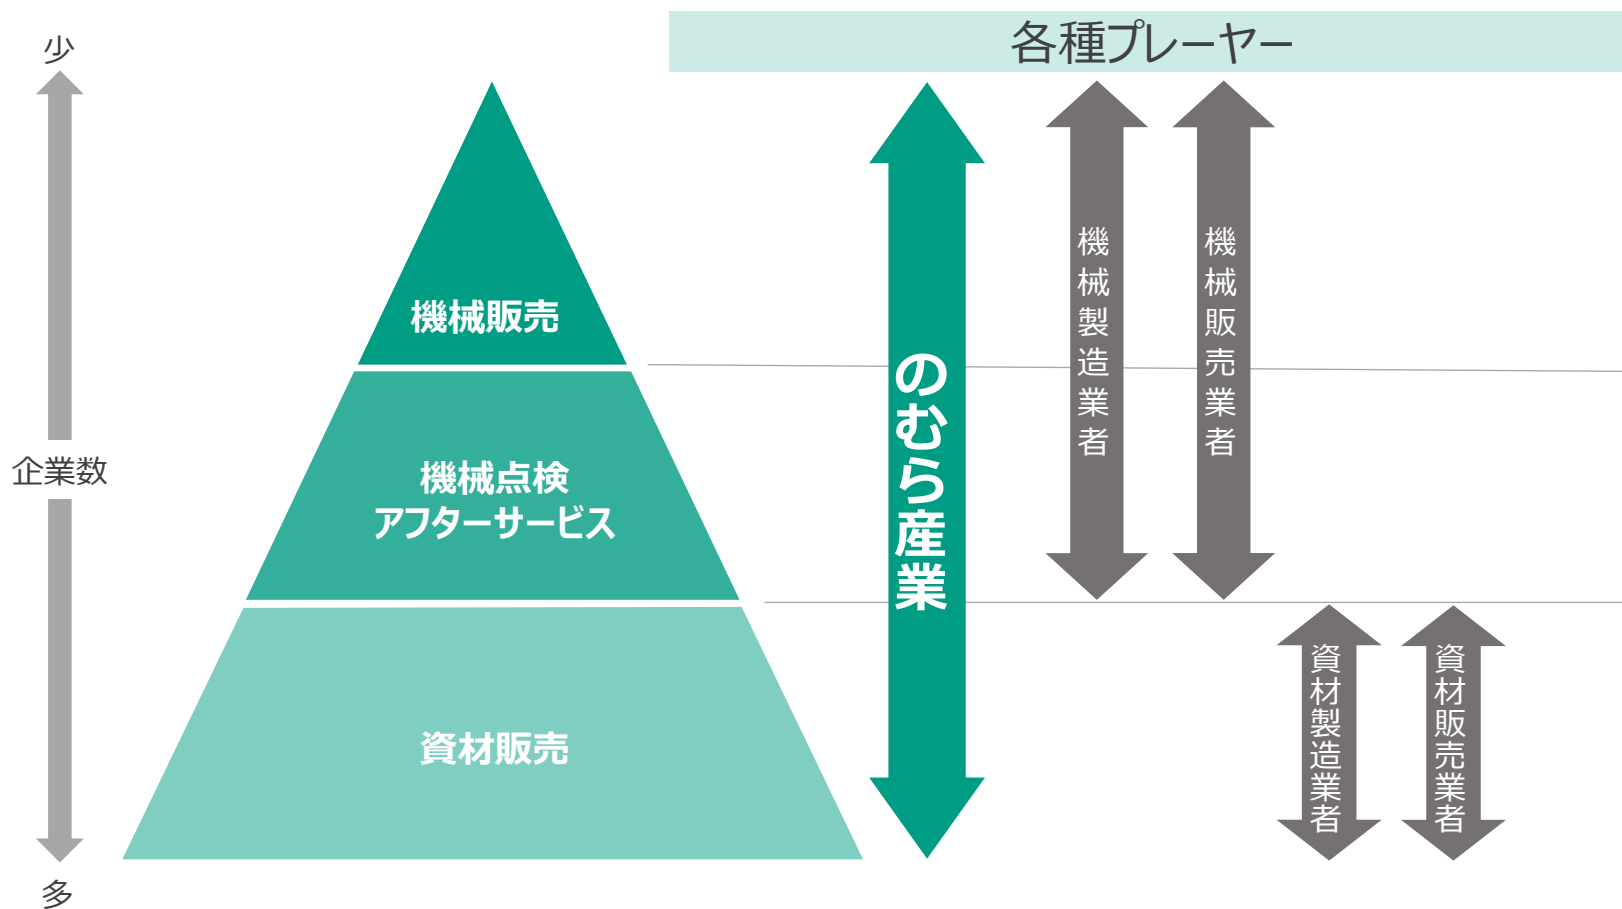 少
企業数
多
機械販売
機械点検
アフターサービス
資材販売
各種プレーヤー
のむら産業
機械製造業者
機械販売業者
資材製造業者
資材販売業者